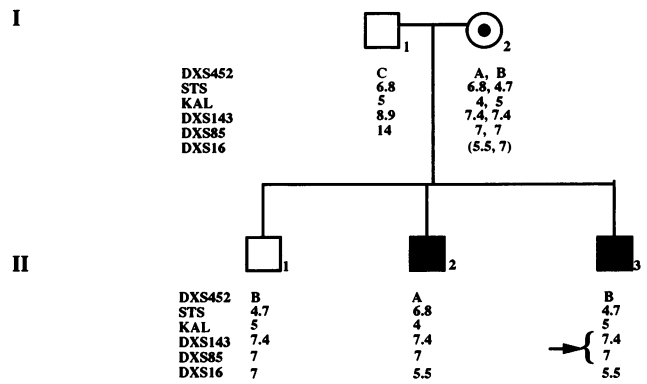 I
1
2
DXS452 C A, B
STS 6.8 6.8, 4.7
KAL 5 4, 5
DXS143 8.9 7.4, 7.4
DXS85 14 7, 7
DXS16 (5.5, 7)
II
1
2
3
DXS452 B A B
STS 4.7 6.8 4.7
KAL 5 4 5
DXS143 7.4 7.4 { 7.4
DXS85 7 7 7
DXS16 7 5.5 5.5